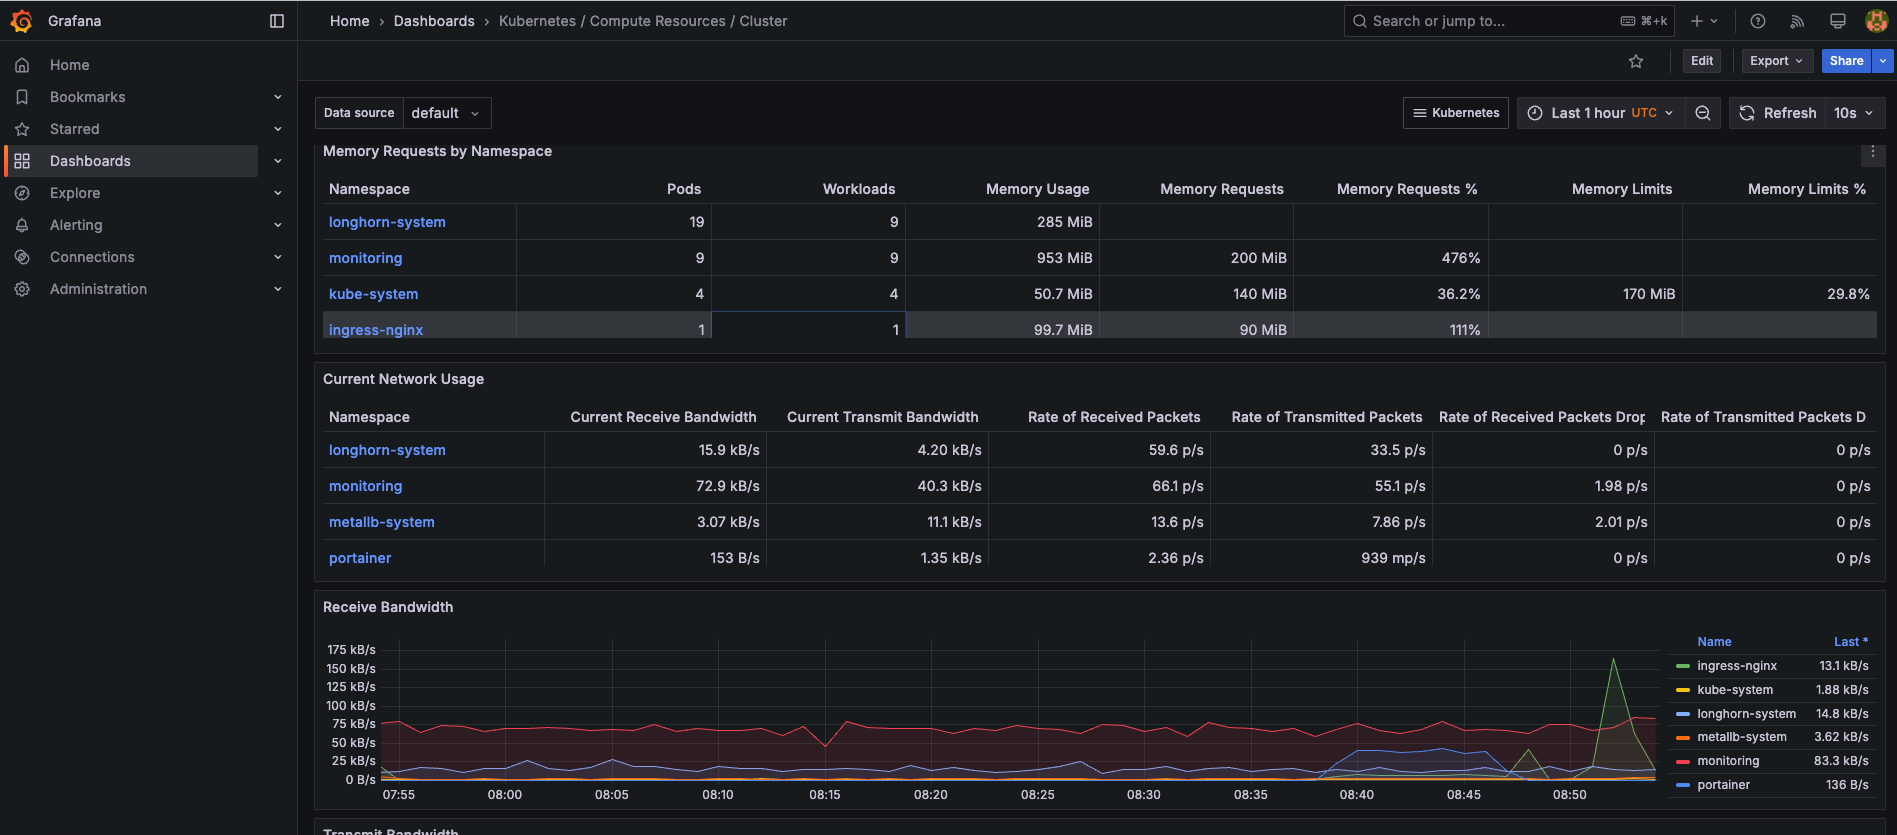 Grafana
Home › Dashboards › Kubernetes / Compute Resources / Cluster
Search or jump to... ⌘+k
Edit
Export
Share
Home
Bookmarks
Starred
Dashboards
Explore
Alerting
Connections
Administration
Data source default
Kubernetes
Last 1 hour UTC
Refresh 10s
Memory Requests by Namespace
Namespace Pods Workloads Memory Usage Memory Requests Memory Requests % Memory Limits Memory Limits %
longhorn-system 19 9 285 MiB
monitoring 9 9 953 MiB 200 MiB 476%
kube-system 4 4 50.7 MiB 140 MiB 36.2% 170 MiB 29.8%
ingress-nginx 1 1 99.7 MiB 90 MiB 111%
Current Network Usage
Namespace Current Receive Bandwidth Current Transmit Bandwidth Rate of Received Packets Rate of Transmitted Packets Rate of Received Packets Drop Rate of Transmitted Packets D
longhorn-system 15.9 kB/s 4.20 kB/s 59.6 p/s 33.5 p/s 0 p/s 0 p/s
monitoring 72.9 kB/s 40.3 kB/s 66.1 p/s 55.1 p/s 1.98 p/s 0 p/s
metallb-system 3.07 kB/s 11.1 kB/s 13.6 p/s 7.86 p/s 2.01 p/s 0 p/s
portainer 153 B/s 1.35 kB/s 2.36 p/s 939 mp/s 0 p/s 0 p/s
Receive Bandwidth
175 kB/s
150 kB/s
125 kB/s
100 kB/s
75 kB/s
50 kB/s
25 kB/s
0 B/s
07:55 08:00 08:05 08:10 08:15 08:20 08:25 08:30 08:35 08:40 08:45 08:50
Name Last *
ingress-nginx 13.1 kB/s
kube-system 1.88 kB/s
longhorn-system 14.8 kB/s
metallb-system 3.62 kB/s
monitoring 83.3 kB/s
portainer 136 B/s
Transmit Bandwidth